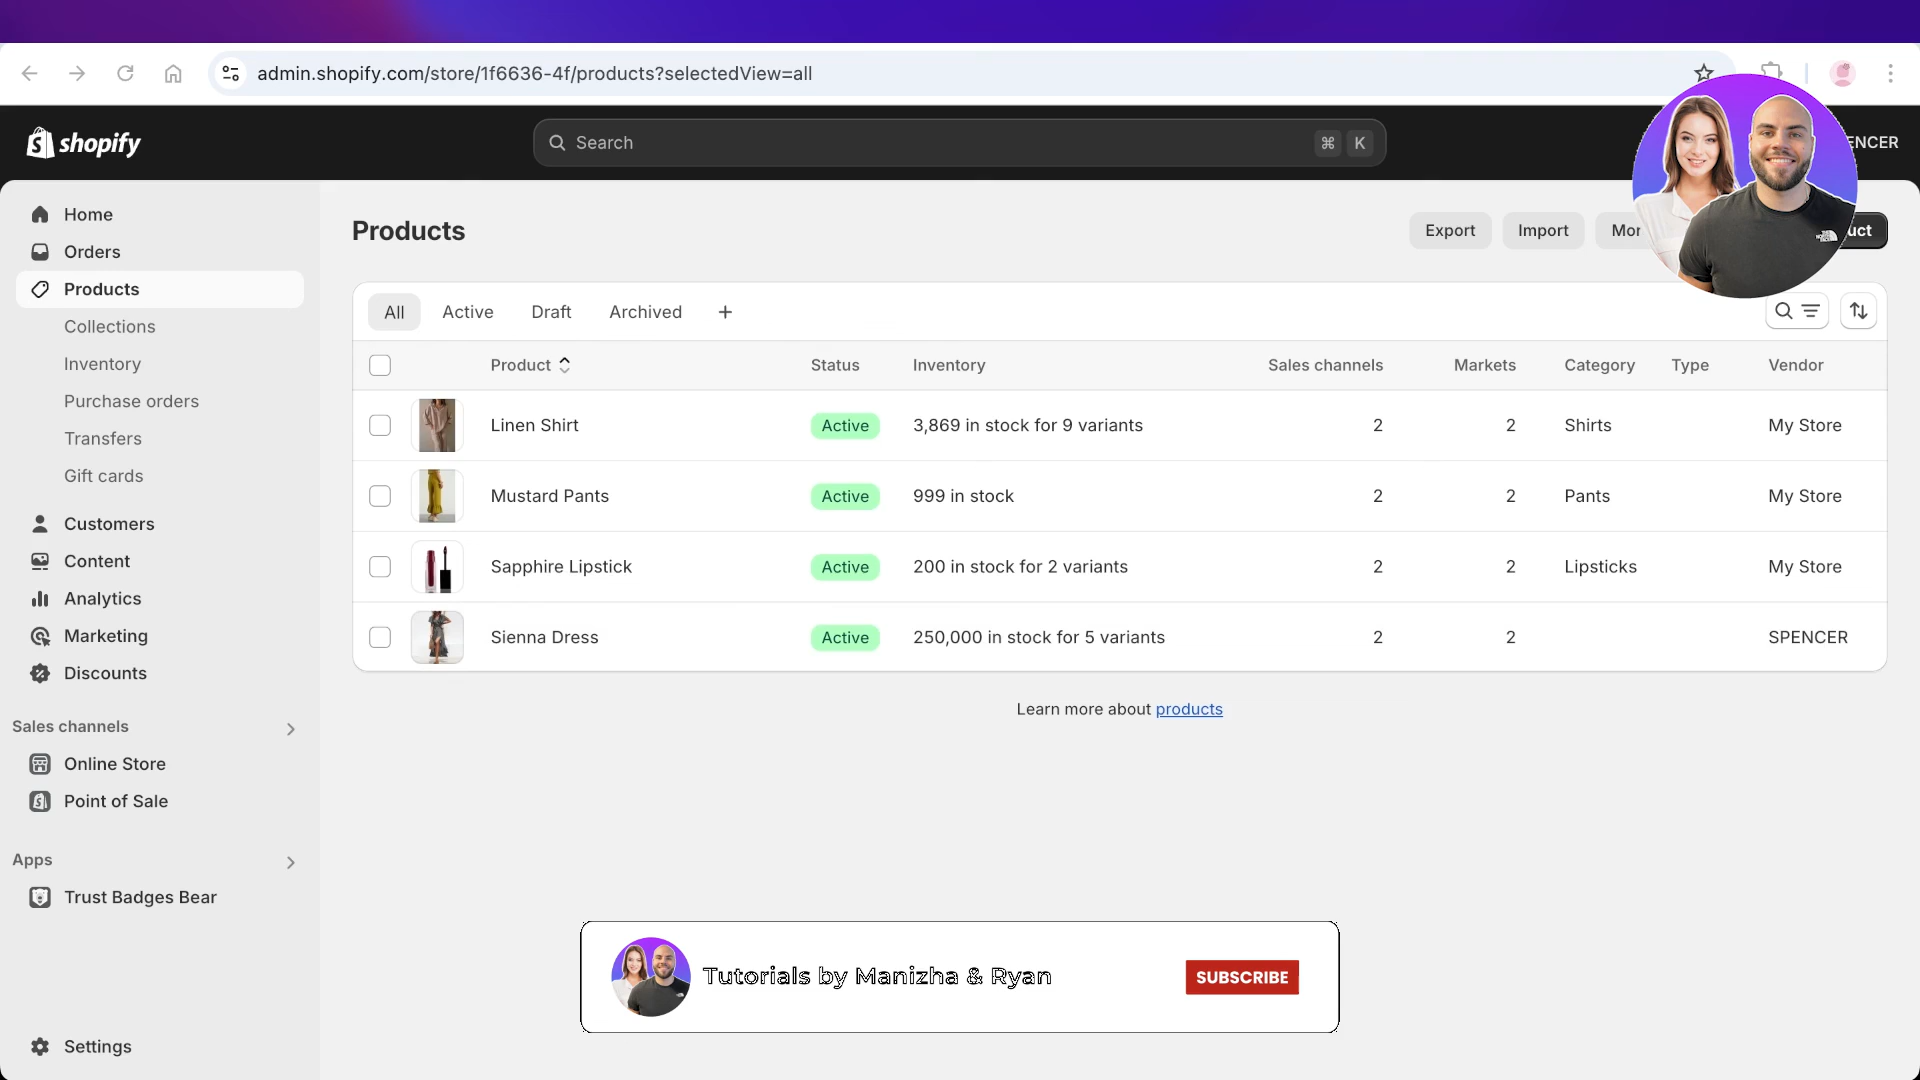 admin.shopify.com/store/1f6636-4f/products?selectedView=all
shopify
Search
⌘ K
ENCER
Home
Orders
Products
Collections
Inventory
Purchase orders
Transfers
Gift cards
Customers
Content
Analytics
Marketing
Discounts
Sales channels
Online Store
Point of Sale
Apps
Trust Badges Bear
Settings
Products
Export Import Mor uct
All Active Draft Archived +
Product Status Inventory Sales channels Markets Category Type Vendor
Linen Shirt Active 3,869 in stock for 9 variants 2 2 Shirts My Store
Mustard Pants Active 999 in stock 2 2 Pants My Store
Sapphire Lipstick Active 200 in stock for 2 variants 2 2 Lipsticks My Store
Sienna Dress Active 250,000 in stock for 5 variants 2 2 SPENCER
Learn more about products
Tutorials by Manizha & Ryan
SUBSCRIBE